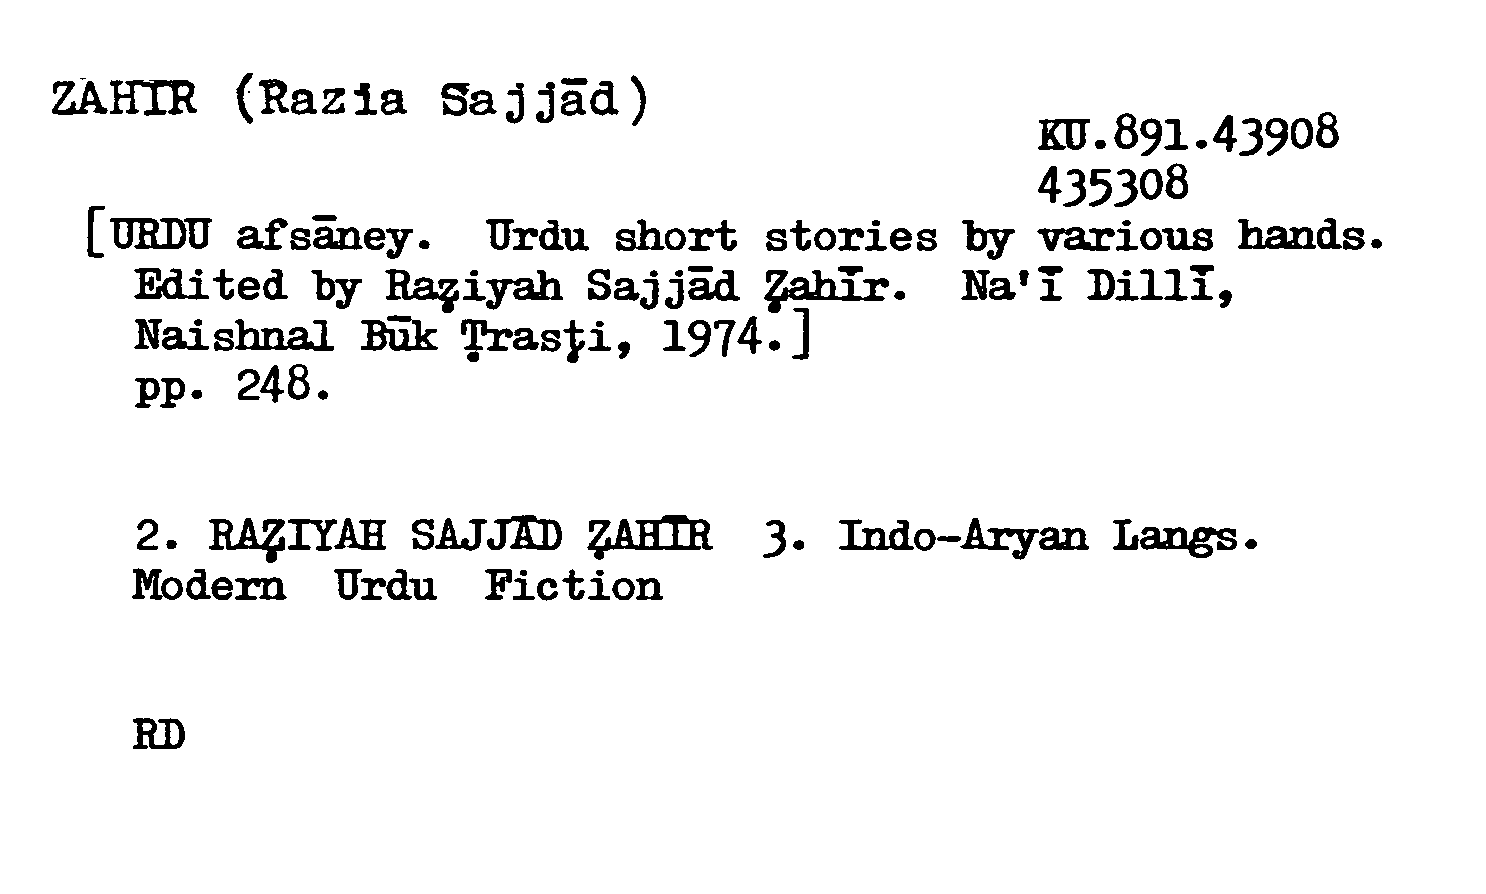 ZAHIR (Razia Sajjād)
KU.891.43908
435308
[URDU afsāney. Urdu short stories by various hands.
Edited by Raẓiyah Sajjād Ẓahīr. Na'ī Dillī,
Naishnal Būk Ṭrasṭi, 1974.]
pp. 248.
2. RAẒIYAH SAJJĀD ẒAHĪR 3. Indo-Aryan Langs.
Modern Urdu Fiction
RD